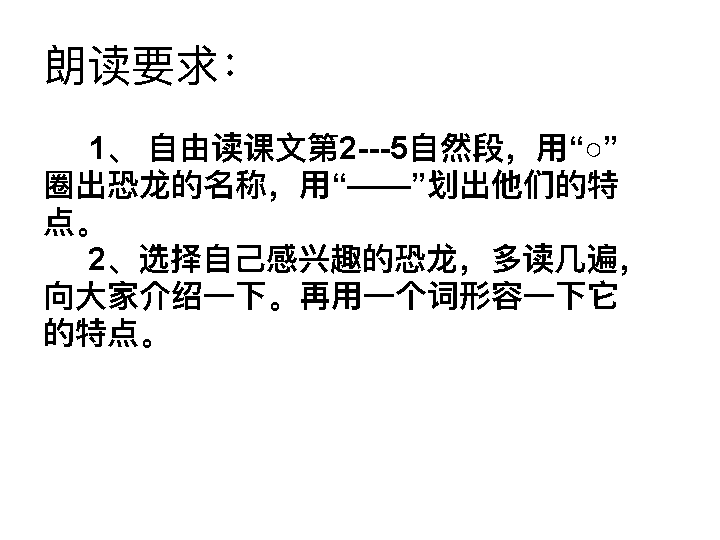 朗读要求：
1、 自由读课文第2---5自然段，用“○”
圈出恐龙的名称，用“——”划出他们的特
点。
2、选择自己感兴趣的恐龙，多读几遍，
向大家介绍一下。再用一个词形容一下它
的特点。